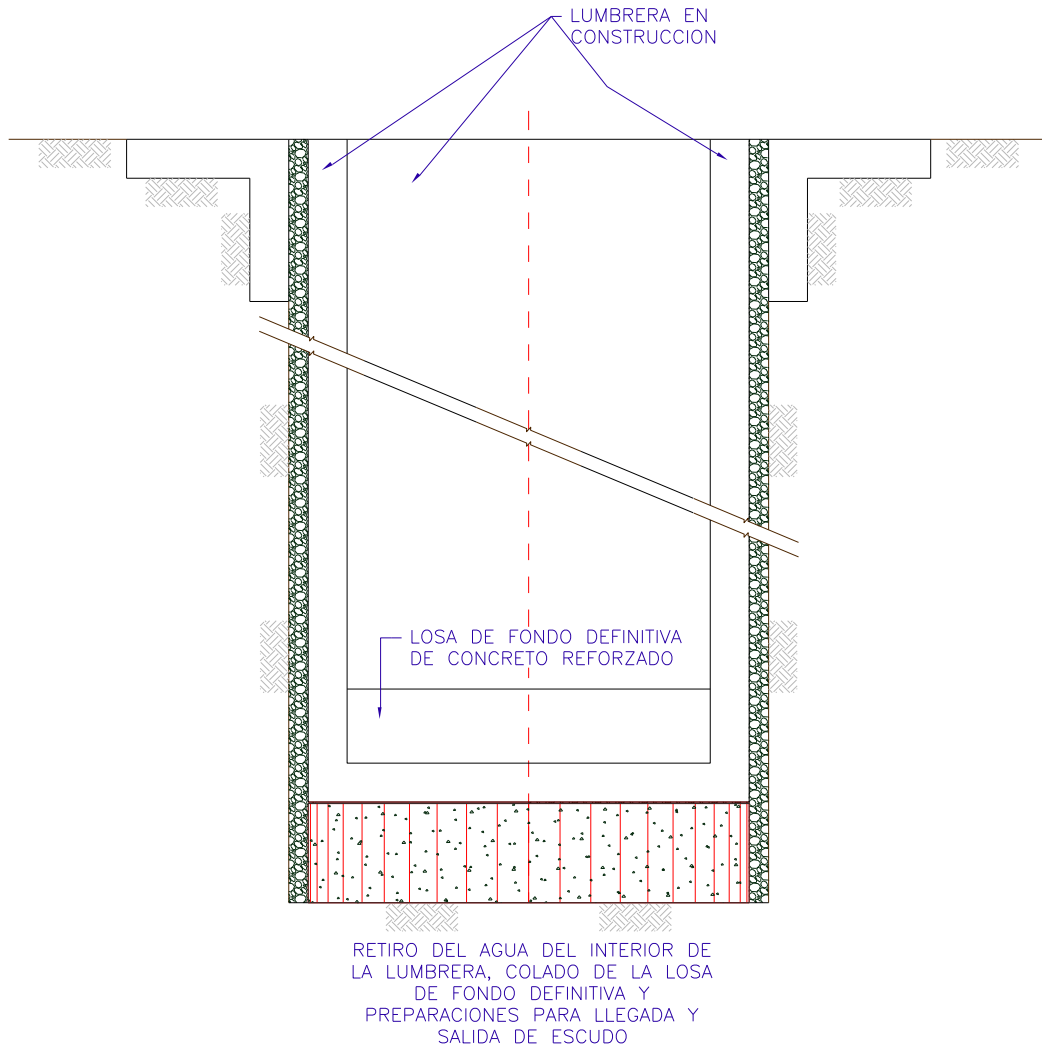 LUMBRERA EN
CONSTRUCCION
LOSA DE FONDO DEFINITIVA
DE CONCRETO REFORZADO
RETIRO DEL AGUA DEL INTERIOR DE
LA LUMBRERA, COLADO DE LA LOSA
DE FONDO DEFINITIVA Y
PREPARACIONES PARA LLEGADA Y
SALIDA DE ESCUDO